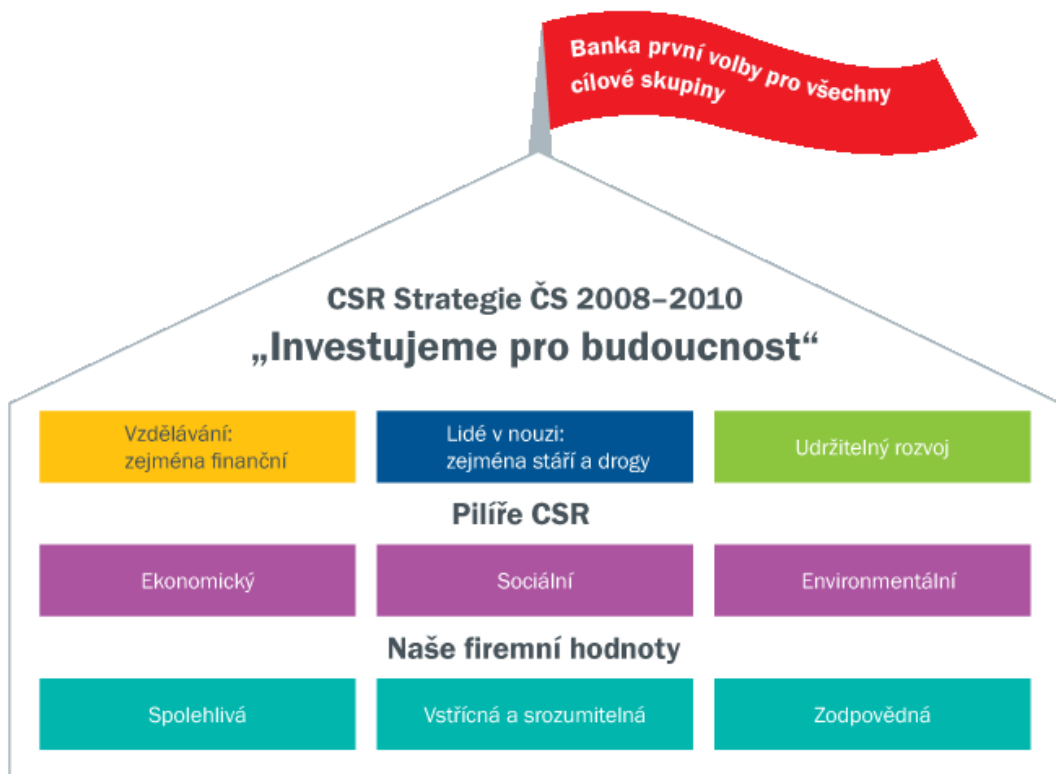 Banka první volby pro všechny
cílové skupiny
CSR Strategie ČS 2008–2010
„Investujeme pro budoucnost“
Vzdělávání:
zejména finanční
Lidé v nouzi:
zejména stáří a drogy
Udržitelný rozvoj
Pilíře CSR
Ekonomický
Sociální
Environmentální
Naše firemní hodnoty
Spolehlivá
Vstřícná a srozumitelná
Zodpovědná